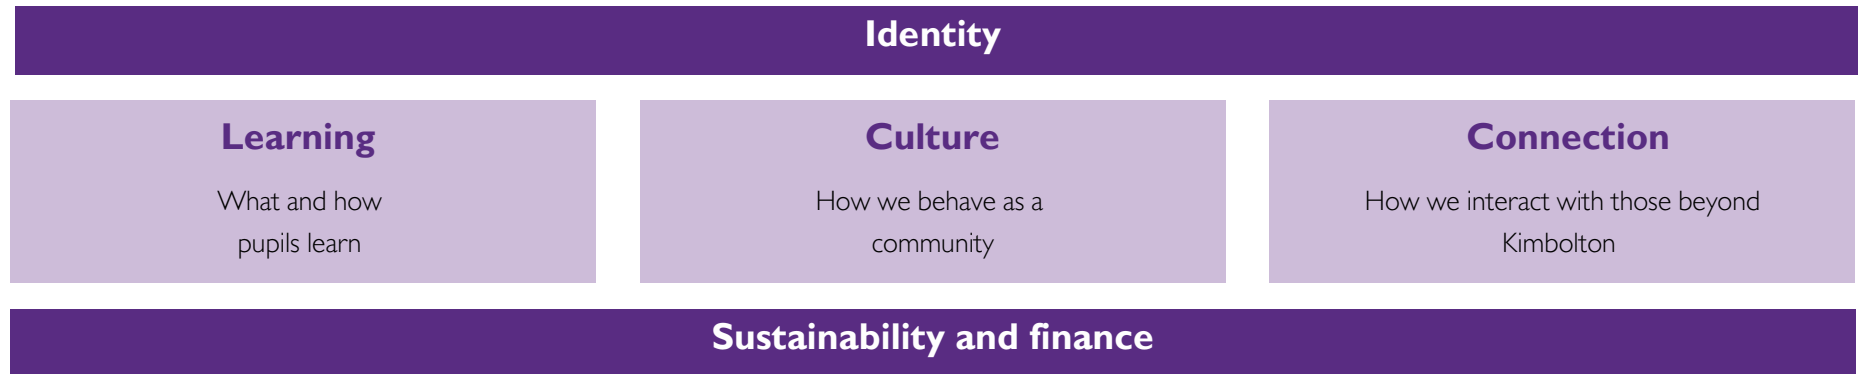 Identity
Learning
What and how
pupils learn
Culture
How we behave as a
community
Connection
How we interact with those beyond
Kimbolton
Sustainability and finance